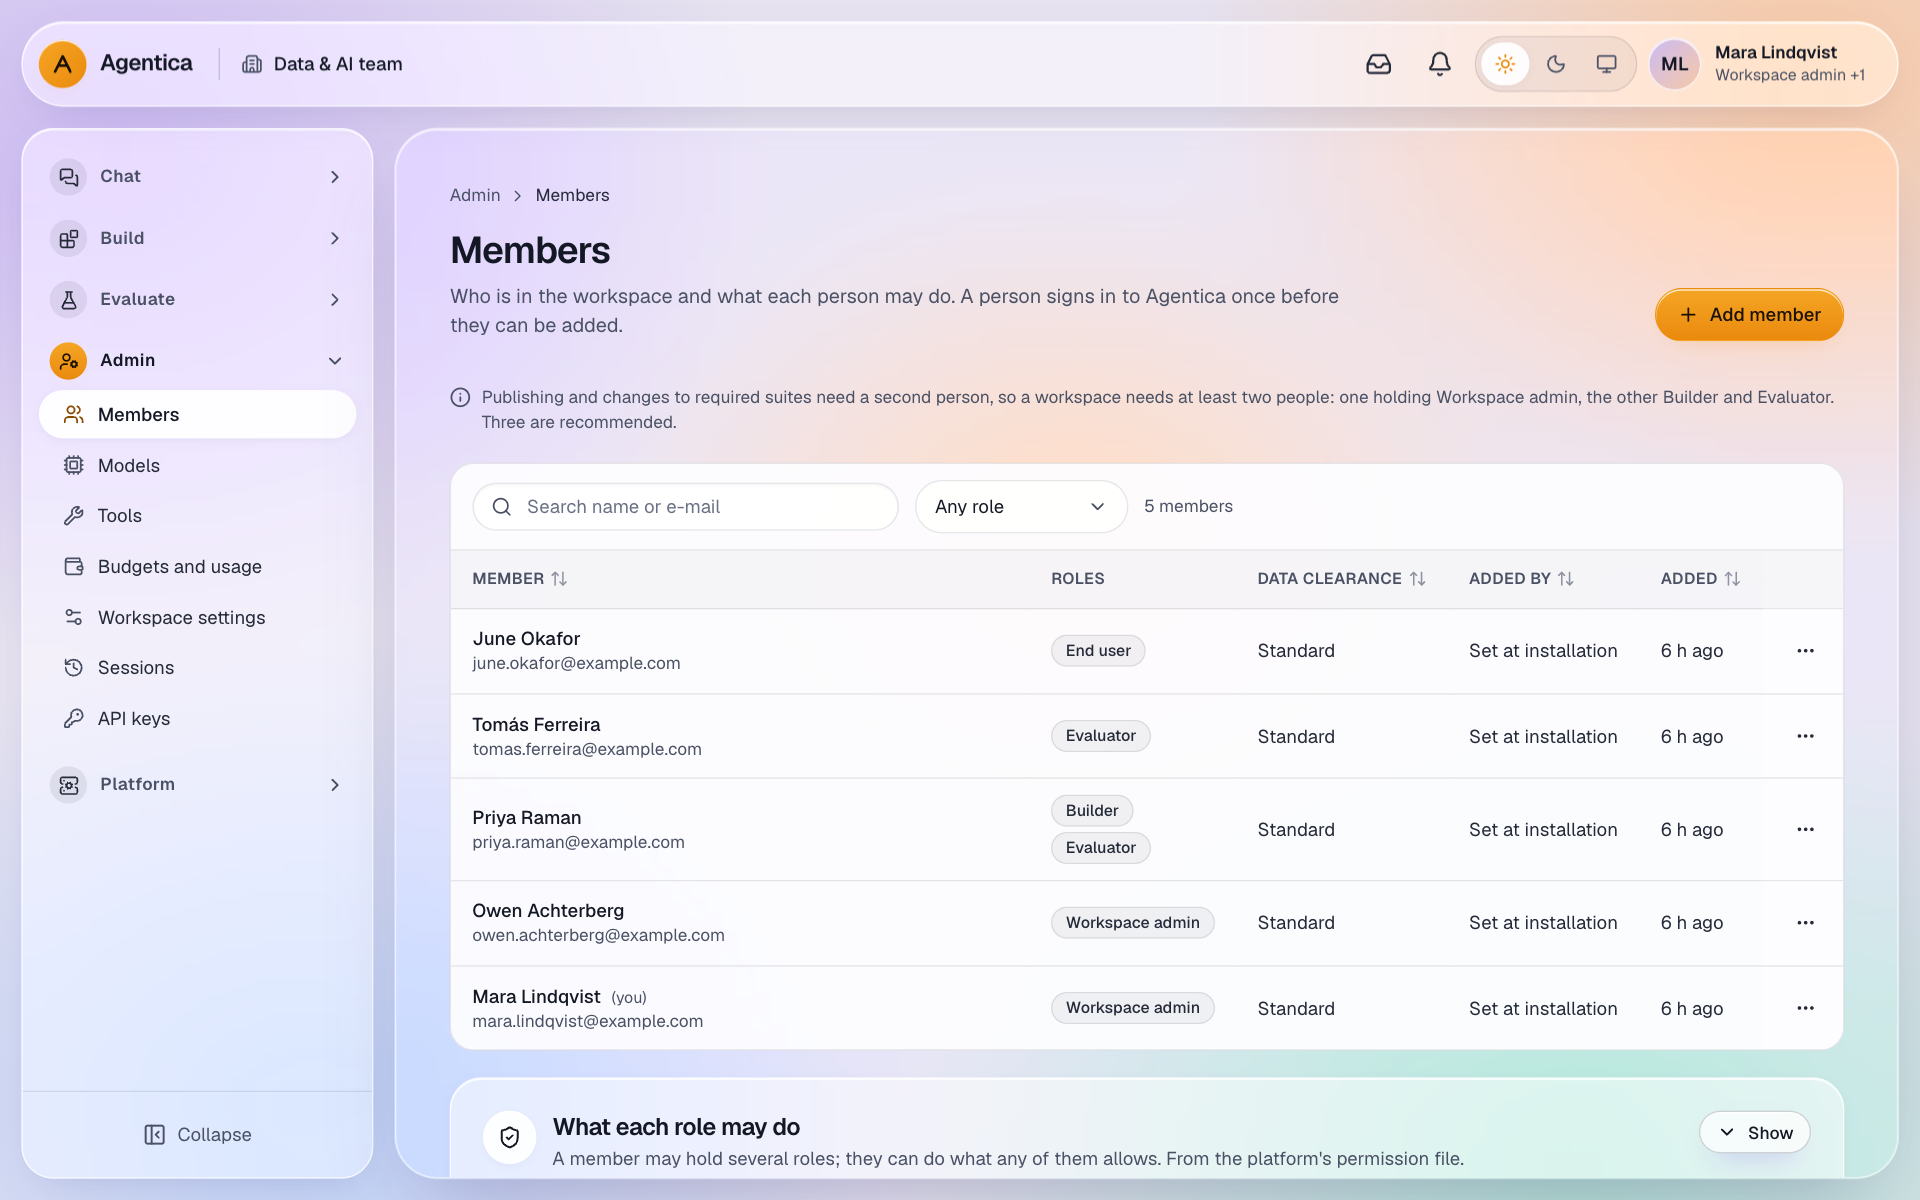 Agentica
Data & AI team
ML
Mara Lindqvist
Workspace admin +1
Chat
Build
Evaluate
Admin
Members
Models
Tools
Budgets and usage
Workspace settings
Sessions
API keys
Platform
Collapse
Admin > Members
Members
Who is in the workspace and what each person may do. A person signs in to Agentica once before
they can be added.
Add member
Publishing and changes to required suites need a second person, so a workspace needs at least two people: one holding Workspace admin, the other Builder and Evaluator.
Three are recommended.
Search name or e-mail
Any role
5 members
MEMBER ROLES DATA CLEARANCE ADDED BY ADDED
June Okafor
june.okafor@example.com
End user
Standard
Set at installation
6 h ago
Tomás Ferreira
tomas.ferreira@example.com
Evaluator
Standard
Set at installation
6 h ago
Priya Raman
priya.raman@example.com
Builder
Evaluator
Standard
Set at installation
6 h ago
Owen Achterberg
owen.achterberg@example.com
Workspace admin
Standard
Set at installation
6 h ago
Mara Lindqvist (you)
mara.lindqvist@example.com
Workspace admin
Standard
Set at installation
6 h ago
What each role may do
A member may hold several roles; they can do what any of them allows. From the platform's permission file.
Show